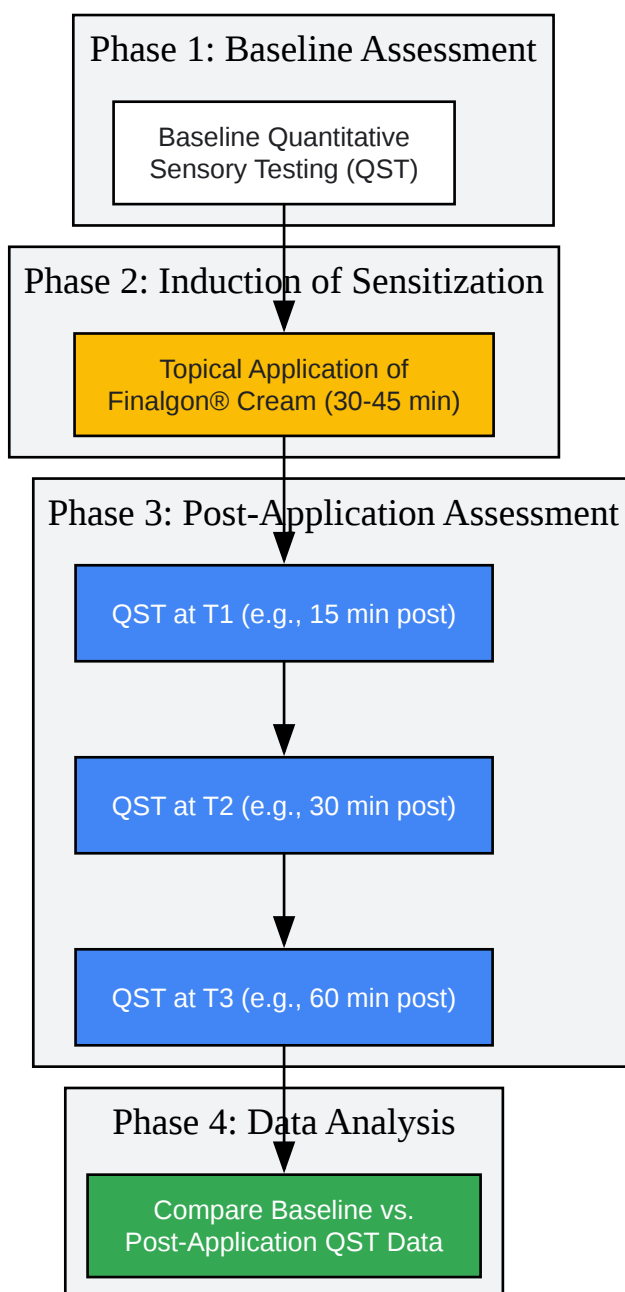 Phase 1: Baseline Assessment
Baseline Quantitative
Sensory Testing (QST)
Phase 2: Induction of Sensitization
Topical Application of
Finalgon® Cream (30-45 min)
Phase 3: Post-Application Assessment
QST at T1 (e.g., 15 min post)
QST at T2 (e.g., 30 min post)
QST at T3 (e.g., 60 min post)
Phase 4: Data Analysis
Compare Baseline vs.
Post-Application QST Data